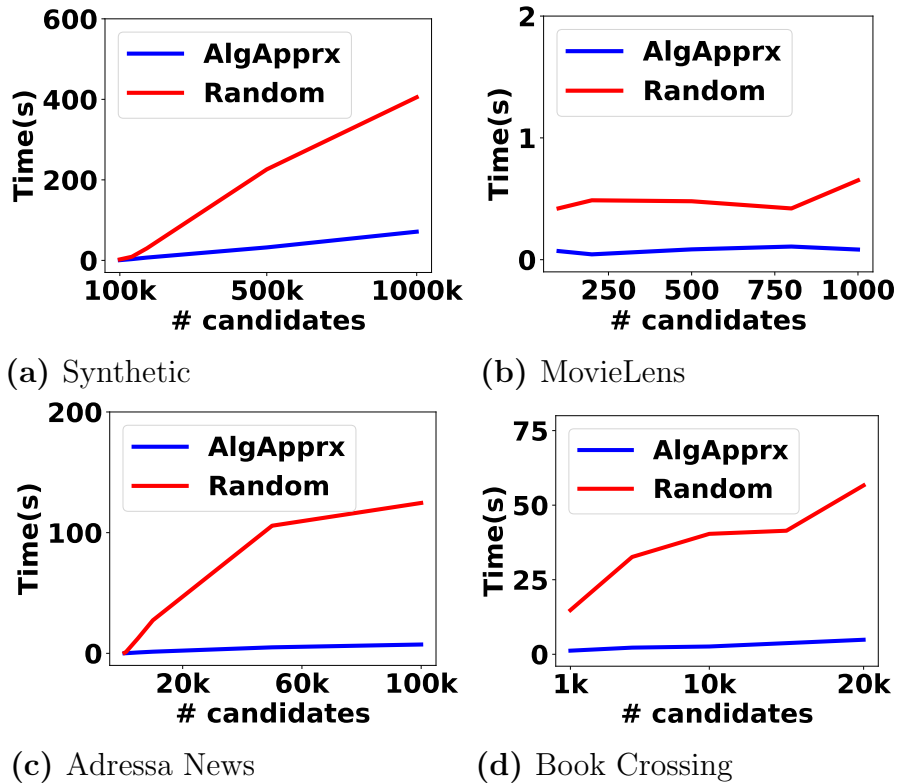 600
400
200
0
Time(s)
AlgApprx
Random
100k 500k 1000k
# candidates
(a) Synthetic
2
1
0
Time(s)
AlgApprx
Random
250 500 750 1000
# candidates
(b) MovieLens
200
100
0
Time(s)
AlgApprx
Random
20k 60k 100k
# candidates
(c) Adressa News
75
50
25
0
Time(s)
AlgApprx
Random
1k 10k 20k
# candidates
(d) Book Crossing